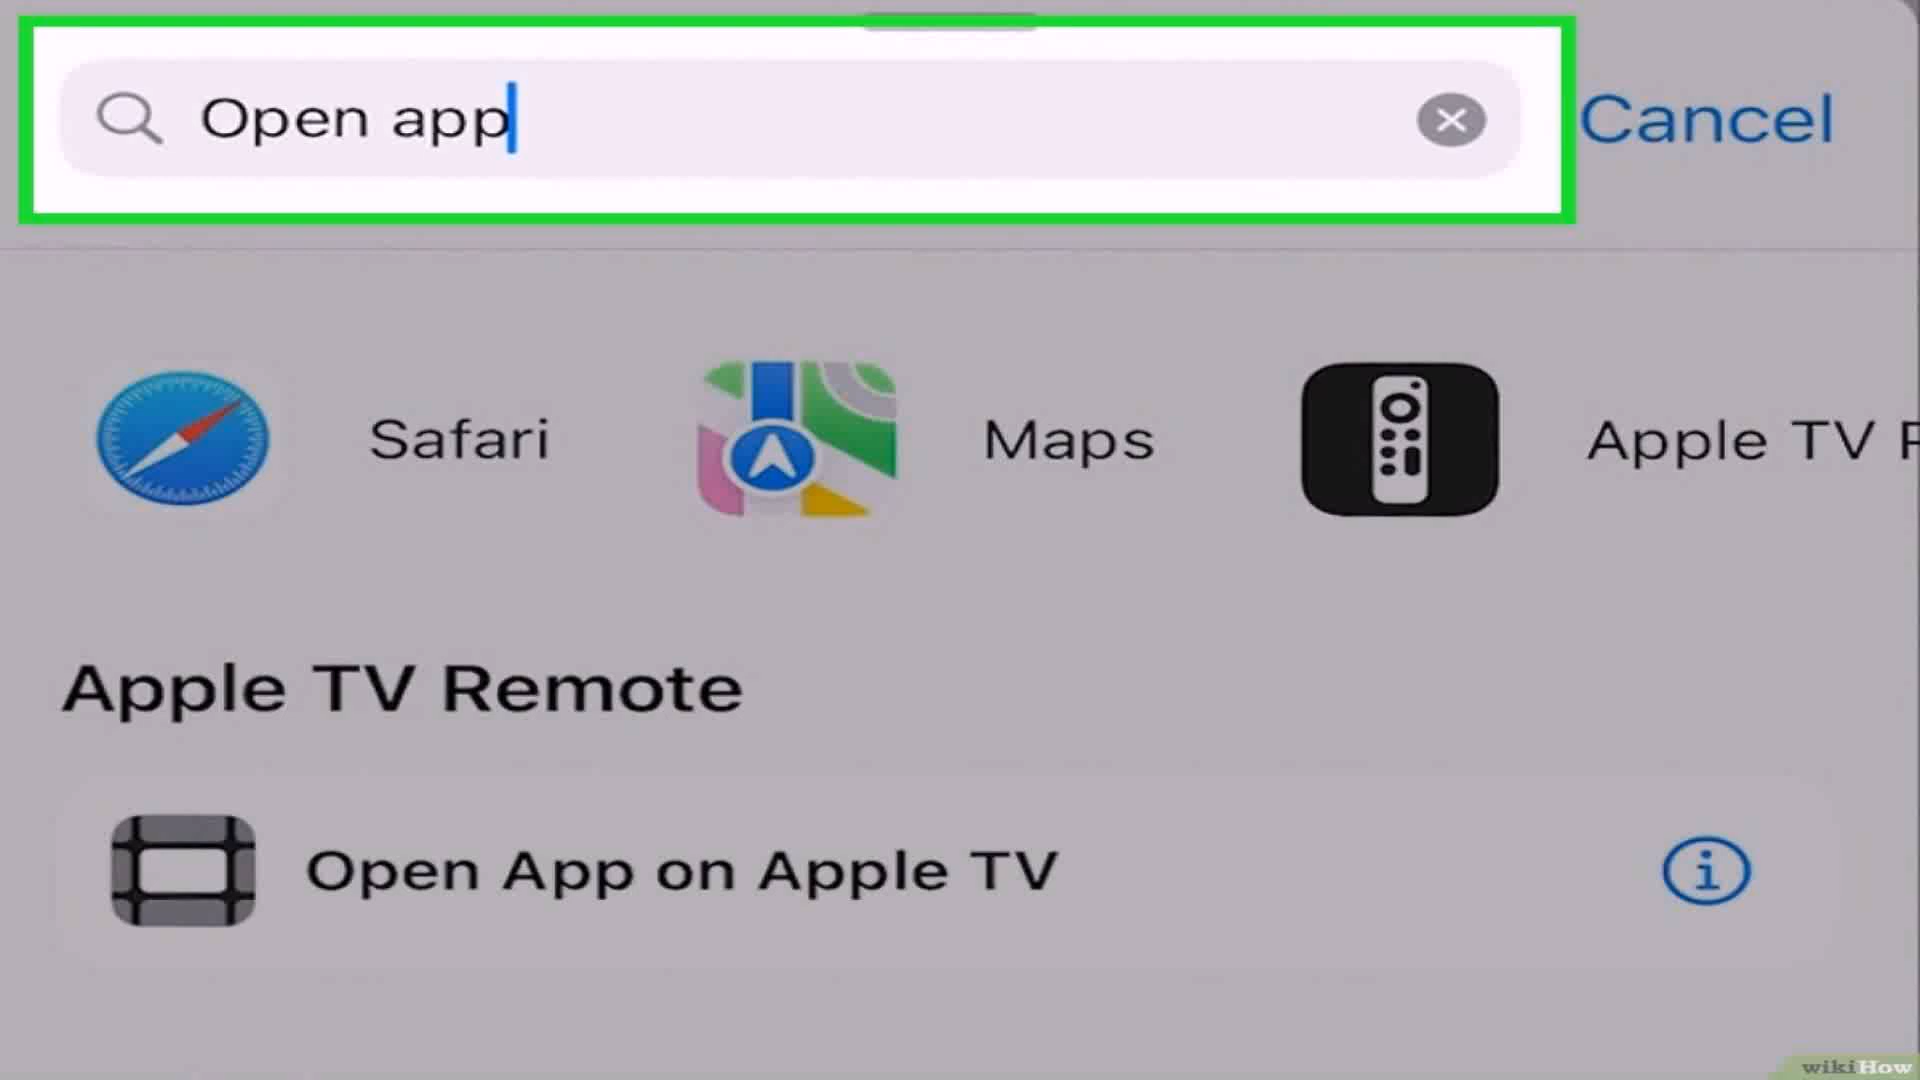 Open app
Cancel
Safari
Maps
Apple TV
Apple TV Remote
Open App on Apple TV
wikiHow